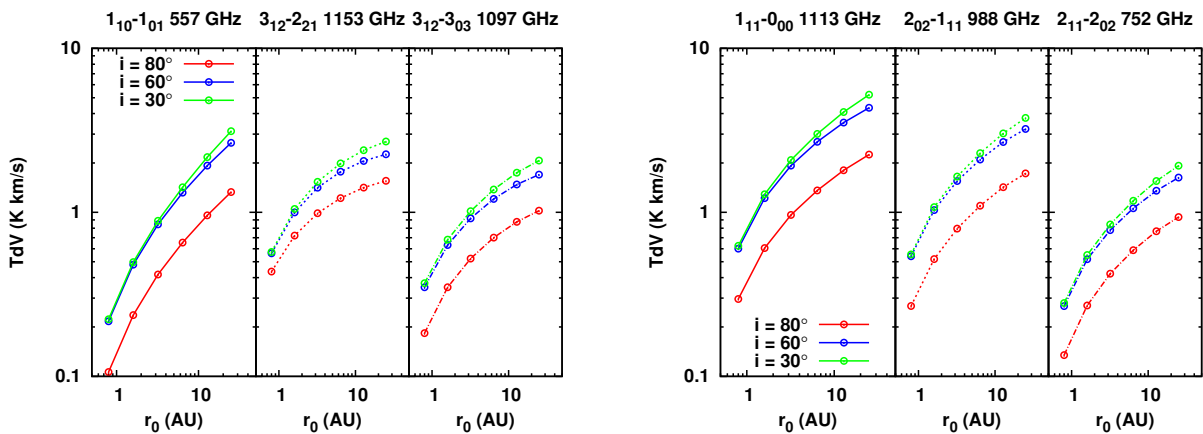 1₁₀-1₀₁ 557 GHz 3₁₂-2₂₁ 1153 GHz 3₁₂-3₀₃ 1097 GHz
10
1
0.1
TdV (K km/s)
i = 80°
i = 60°
i = 30°
1 10 1 10 1 10
r₀ (AU) r₀ (AU) r₀ (AU)
1₁₁-0₀₀ 1113 GHz 2₀₂-1₁₁ 988 GHz 2₁₁-2₀₂ 752 GHz
10
1
0.1
TdV (K km/s)
i = 80°
i = 60°
i = 30°
1 10 1 10 1 10
r₀ (AU) r₀ (AU) r₀ (AU)